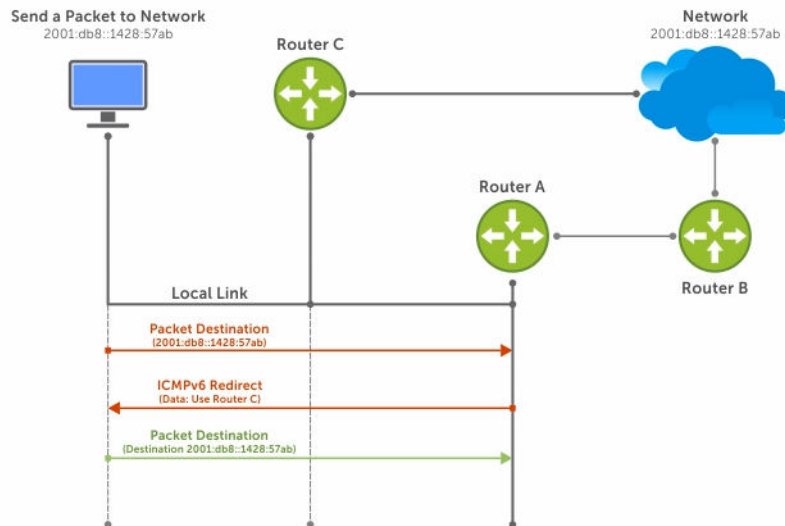 Send a Packet to Network
2001:db8::1428:57ab
Router C
Network
2001:db8::1428:57ab
Router A
Router B
Local Link
Packet Destination
(2001:db8::1428:57ab)
ICMPv6 Redirect
(Data: Use Router C)
Packet Destination
(Destination 2001:db8::1428:57ab)